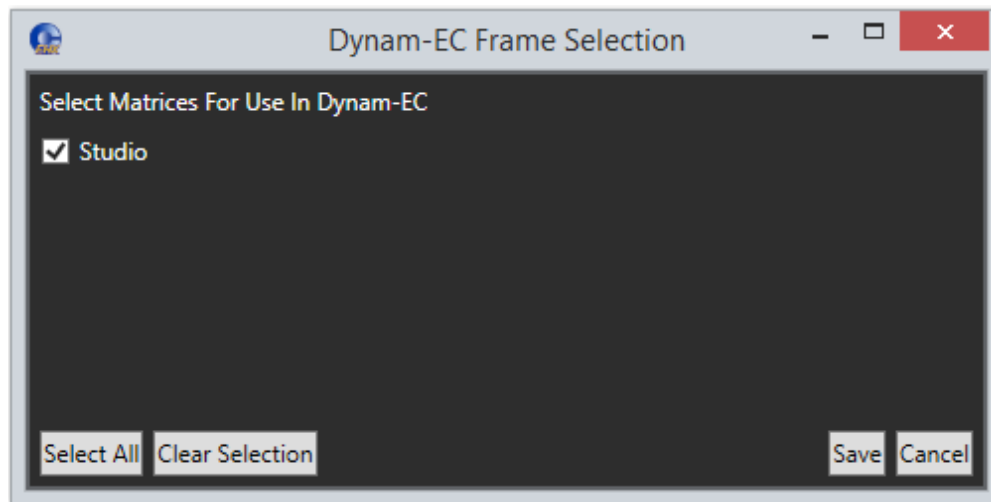 Dynam-EC Frame Selection
Select Matrices For Use In Dynam-EC
Studio
Select All Clear Selection Save Cancel